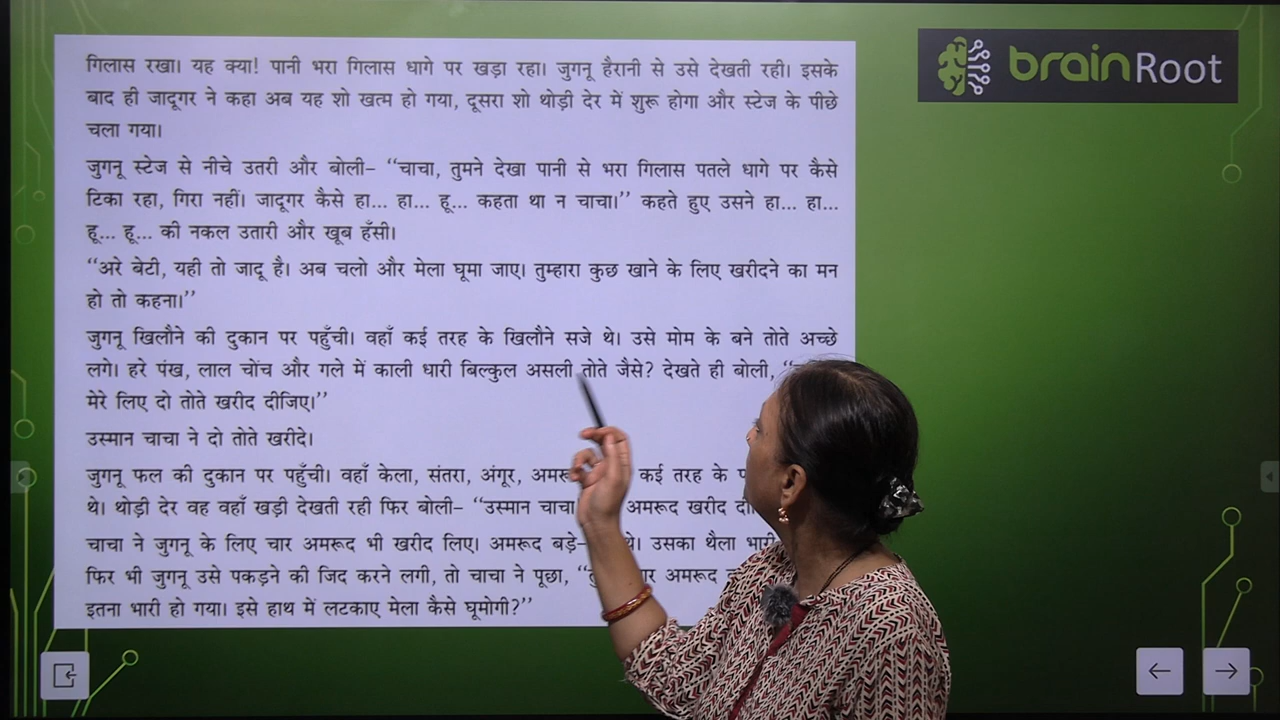 brainRoot
गिलास रखा। यह क्या! पानी भरा गिलास धागे पर खड़ा रहा। जुगनू हैरानी से उसे देखती रही। इसके
बाद ही जादूगर ने कहा अब यह शो खत्म हो गया, दूसरा शो थोड़ी देर में शुरू होगा और स्टेज के पीछे
चला गया।
जुगनू स्टेज से नीचे उतरी और बोली– ‘‘चाचा, तुमने देखा पानी से भरा गिलास पतले धागे पर कैसे
टिका रहा, गिरा नहीं। जादूगर कैसे हा... हा... हू... कहता था न चाचा।’’ कहते हुए उसने हा... हा...
हू... हू... की नकल उतारी और खूब हँसी।
‘‘अरे बेटी, यही तो जादू है। अब चलो और मेला घूमा जाए। तुम्हारा कुछ खाने के लिए खरीदने का मन
हो तो कहना।’’
जुगनू खिलौने की दुकान पर पहुँची। वहाँ कई तरह के खिलौने सजे थे। उसे मोम के बने तोते अच्छे
लगे। हरे पंख, लाल चोंच और गले में काली धारी बिल्कुल असली तोते जैसे? देखते ही बोली, ‘‘
मेरे लिए दो तोते खरीद दीजिए।’’
उस्मान चाचा ने दो तोते खरीदे।
जुगनू फल की दुकान पर पहुँची। वहाँ केला, संतरा, अंगूर, कई तरह के
थे। थोड़ी देर वह वहाँ खड़ी देखती रही फिर बोली– ‘‘उस्मान चाचा अमरूद खरीद
चाचा ने जुगनू के लिए चार अमरूद भी खरीद लिए। अमरूद बड़े– थे। उसका थैला भारी
फिर भी जुगनू उसे पकड़ने की जिद करने लगी, तो चाचा ने पूछा, ‘‘ अमरूद
इतना भारी हो गया। इसे हाथ में लटकाए मेला कैसे घूमोगी?’’